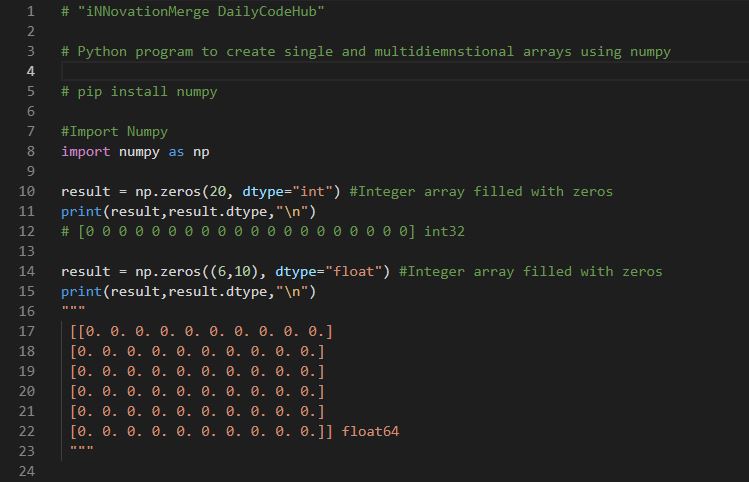 1 # "iNNovationMerge DailyCodeHub"
2
3 # Python program to create single and multidiemnstional arrays using numpy
4
5 # pip install numpy
6
7 #Import Numpy
8 import numpy as np
9
10 result = np.zeros(20, dtype="int") #Integer array filled with zeros
11 print(result,result.dtype,"\n")
12 # [0 0 0 0 0 0 0 0 0 0 0 0 0 0 0 0 0 0 0 0] int32
13
14 result = np.zeros((6,10), dtype="float") #Integer array filled with zeros
15 print(result,result.dtype,"\n")
16 """
17 [[0. 0. 0. 0. 0. 0. 0. 0. 0. 0.]
18 [0. 0. 0. 0. 0. 0. 0. 0. 0. 0.]
19 [0. 0. 0. 0. 0. 0. 0. 0. 0. 0.]
20 [0. 0. 0. 0. 0. 0. 0. 0. 0. 0.]
21 [0. 0. 0. 0. 0. 0. 0. 0. 0. 0.]
22 [0. 0. 0. 0. 0. 0. 0. 0. 0. 0.]] float64
23 """
24